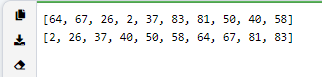 [64, 67, 26, 2, 37, 83, 81, 50, 40, 58]
[2, 26, 37, 40, 50, 58, 64, 67, 81, 83]